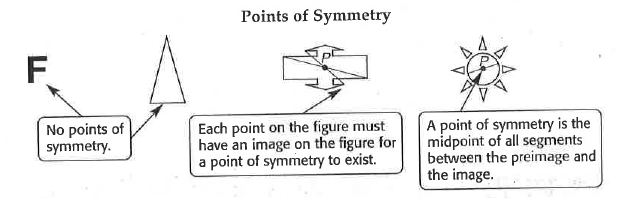 Points of Symmetry
F
P
P
No points of
symmetry.
Each point on the figure must
have an image on the figure for
a point of symmetry to exist.
A point of symmetry is the
midpoint of all segments
between the preimage and
the image.